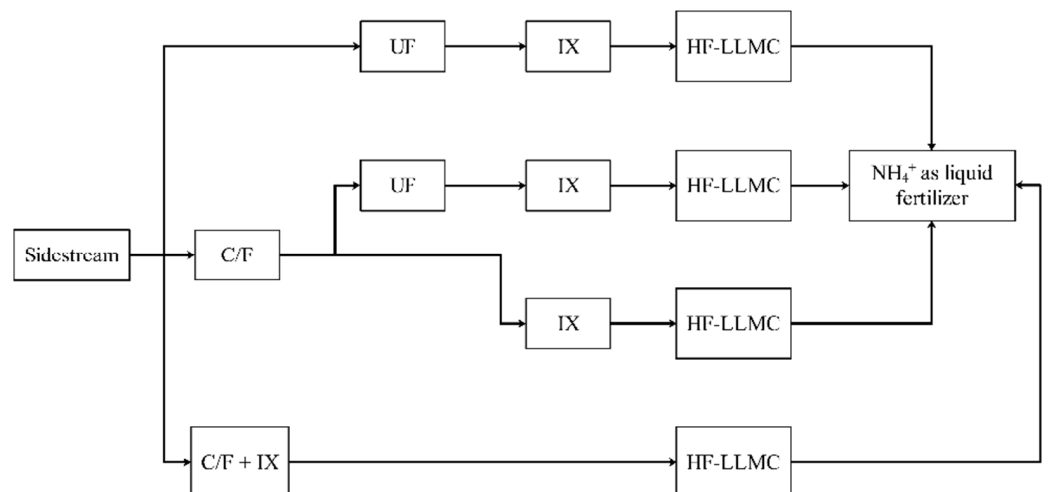 UF
IX
HF-LLMC
UF
IX
HF-LLMC
NH₄⁺ as liquid
fertilizer
Sidestream
C/F
IX
HF-LLMC
C/F + IX
HF-LLMC